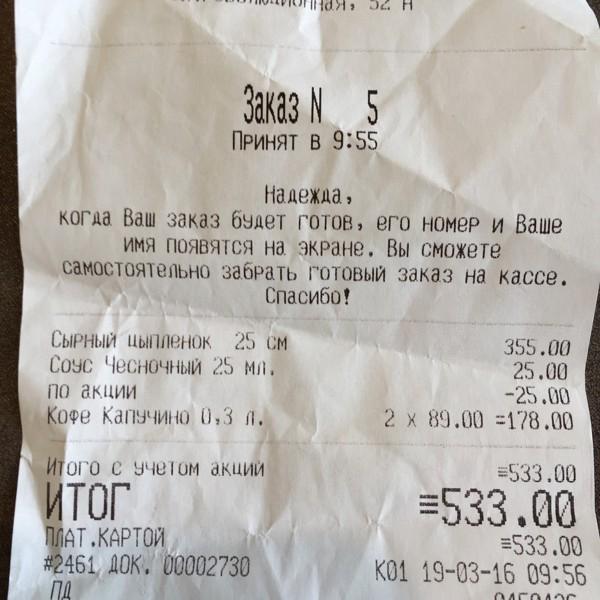 52 А
Заказ N 5
Принят в 9:55
Надежда,
когда Ваш заказ будет готов, его номер и Ваше
имя появятся на экране. Вы сможете
самостоятельно забрать готовый заказ на кассе.
Спасибо!
Сырный цыпленок 25 см 355.00
Соус Чесночный 25 мл. 25.00
по акции -25.00
Кофе Капучино 0,3 л. 2 x 89.00 =178.00
Итого с учетом акций ≡533.00
ИТОГ ≡533.00
ПЛАТ.КАРТОЙ ≡533.00
#2461 ДОК. 00002730 К01 19-03-16 09:56
ПД